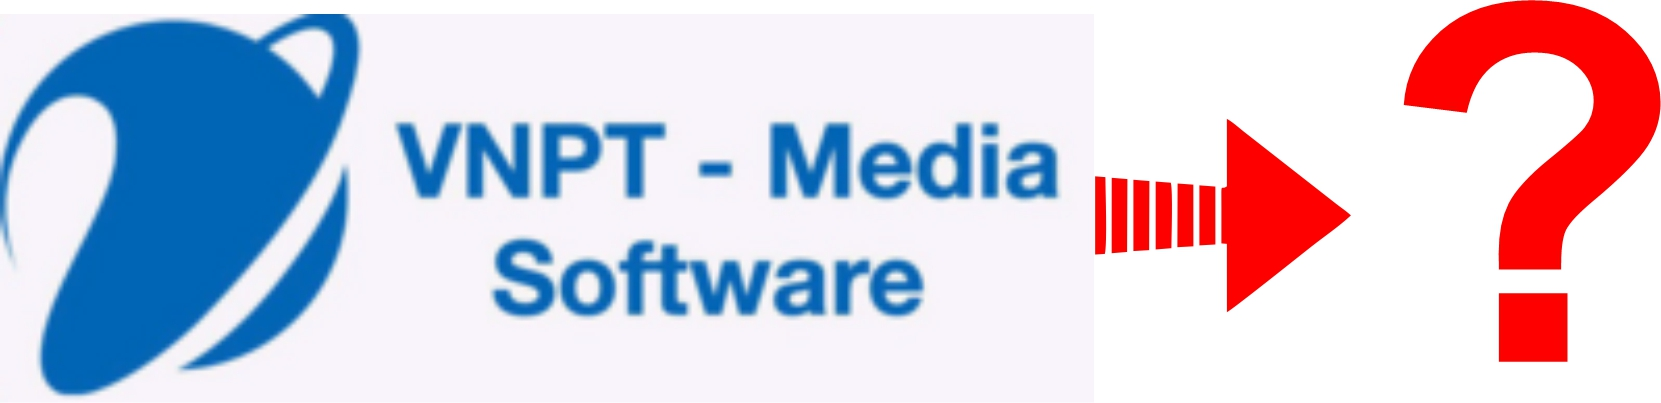 VNPT - Media
Software
?